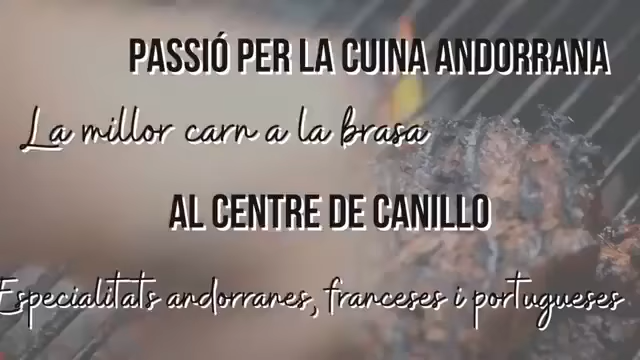 PASSIÓ PER LA CUINA ANDORRANA
La millor carn a la brasa
AL CENTRE DE CANILLO
Especialitats andorranes, franceses i portugueses